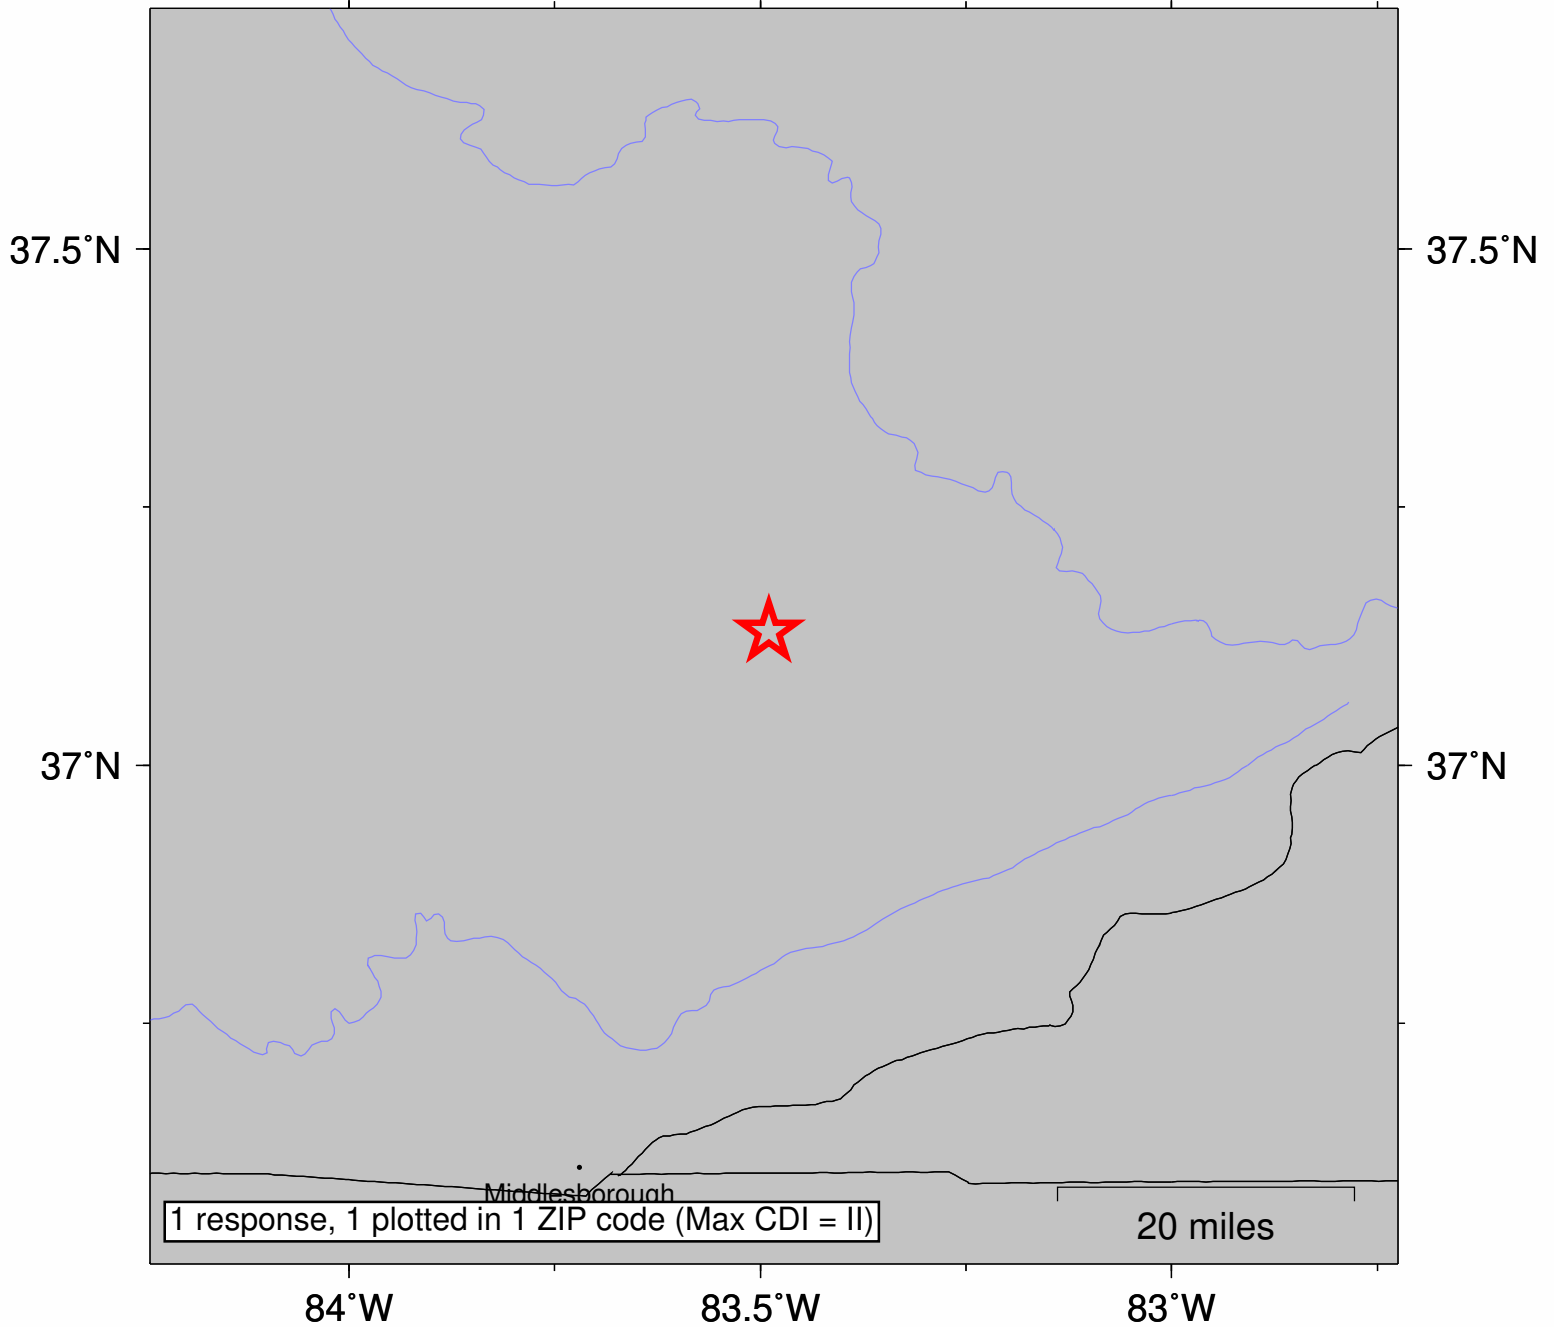 37.5˚N
37.5˚N
37˚N
37˚N
Middlesborough
1 response, 1 plotted in 1 ZIP code (Max CDI = II)
20 miles
84˚W
83.5˚W
83˚W